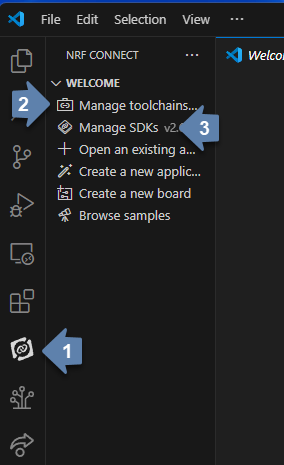 File Edit Selection View ...
NRF CONNECT ...
Welco
WELCOME
2
Manage toolchains...
Manage SDKs v2.
3
Open an existing a...
Create a new applic...
Create a new board
Browse samples
1